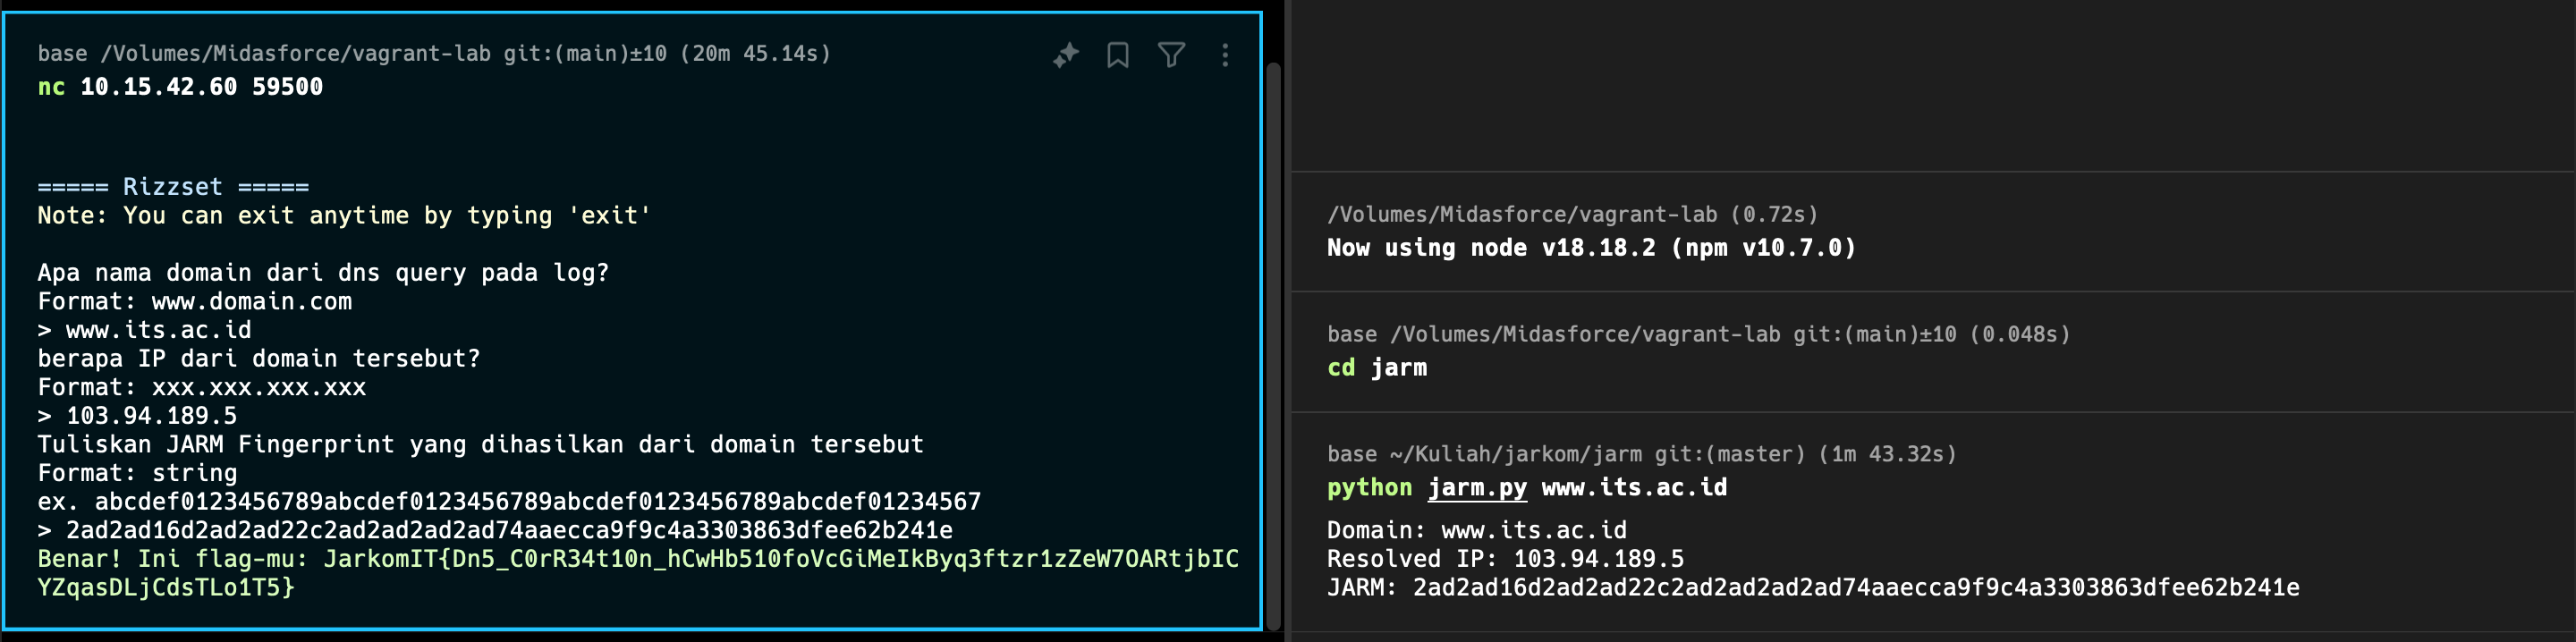 base /Volumes/Midasforce/vagrant-lab git:(main)±10 (20m 45.14s)
nc 10.15.42.60 59500
===== Rizzset =====
Note: You can exit anytime by typing 'exit'
Apa nama domain dari dns query pada log?
Format: www.domain.com
> www.its.ac.id
berapa IP dari domain tersebut?
Format: xxx.xxx.xxx.xxx
> 103.94.189.5
Tuliskan JARM Fingerprint yang dihasilkan dari domain tersebut
Format: string
ex. abcdef0123456789abcdef0123456789abcdef0123456789abcdef01234567
> 2ad2ad16d2ad2ad22c2ad2ad2ad2ad74aaecca9f9c4a3303863dfee62b241e
Benar! Ini flag-mu: JarkomIT{Dn5_C0rR34t10n_hCwHb510foVcGiMeIkByq3ftzr1zZeW7OARtjbIC
YZqasDLjCdsTLo1T5}
/Volumes/Midasforce/vagrant-lab (0.72s)
Now using node v18.18.2 (npm v10.7.0)
base /Volumes/Midasforce/vagrant-lab git:(main)±10 (0.048s)
cd jarm
base ~/Kuliah/jarkom/jarm git:(master) (1m 43.32s)
python jarm.py www.its.ac.id
Domain: www.its.ac.id
Resolved IP: 103.94.189.5
JARM: 2ad2ad16d2ad2ad22c2ad2ad2ad2ad74aaecca9f9c4a3303863dfee62b241e